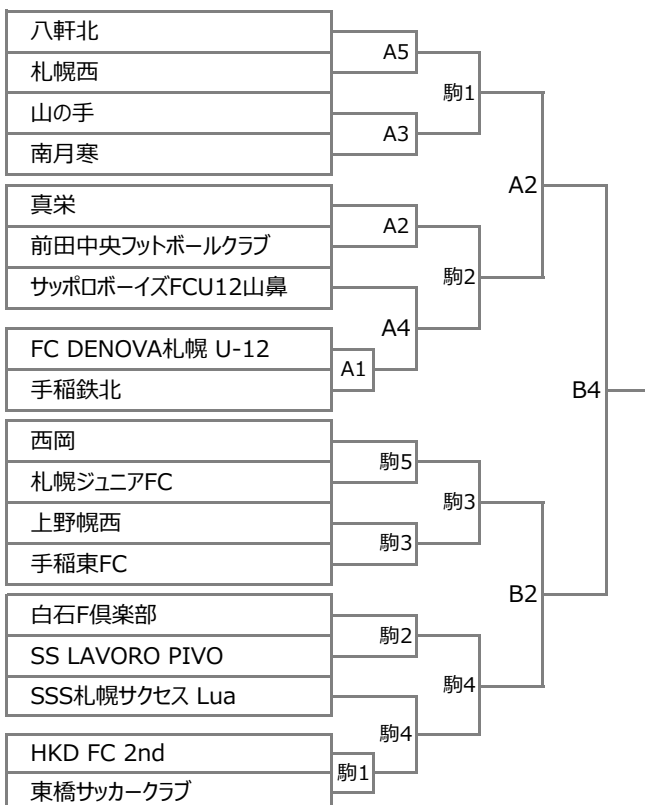 八軒北
札幌西
山の手
南月寒
A5
A3
駒1
真栄
前田中央フットボールクラブ
サッポロボーイズFCU12山鼻
FC DENOVA札幌 U-12
手稲鉄北
A2
A4
A1
駒2
A2
西岡
札幌ジュニアFC
上野幌西
手稲東FC
駒5
駒3
駒3
白石F倶楽部
SS LAVORO PIVO
SSS札幌サクセス Lua
HKD FC 2nd
東橋サッカークラブ
駒2
駒4
駒1
駒4
B2
B4